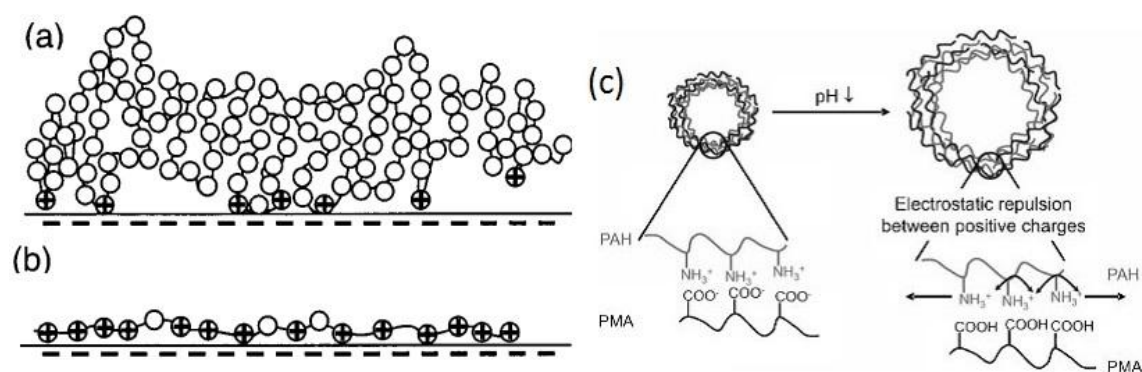 (a)
(b)
(c)
pH ↓
Electrostatic repulsion
between positive charges
PAH
NH₃⁺ NH₃⁺ NH₃⁺
COO⁻ COO⁻ COO⁻
PMA
PAH
NH₃⁺ NH₃⁺ NH₃
COOH COOH COOH
PMA